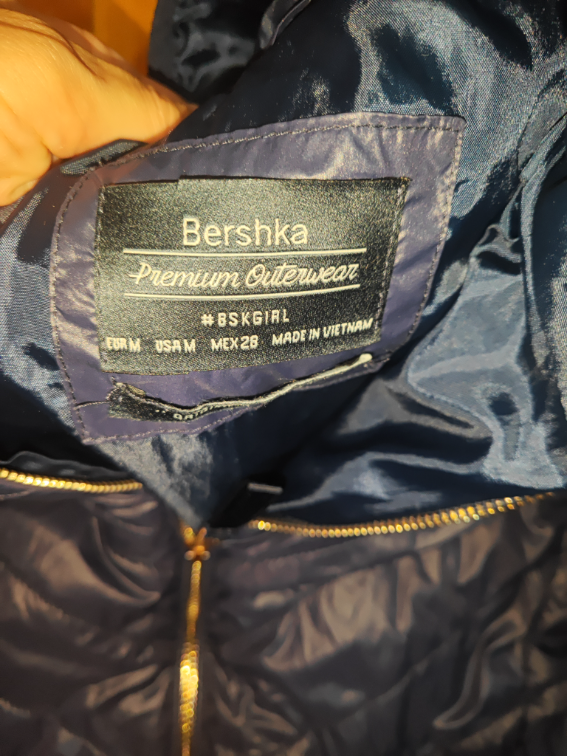 Bershka
Premium Outerwear
#BSKGIRL
EUR M USA M MEX 28 MADE IN VIETNAM